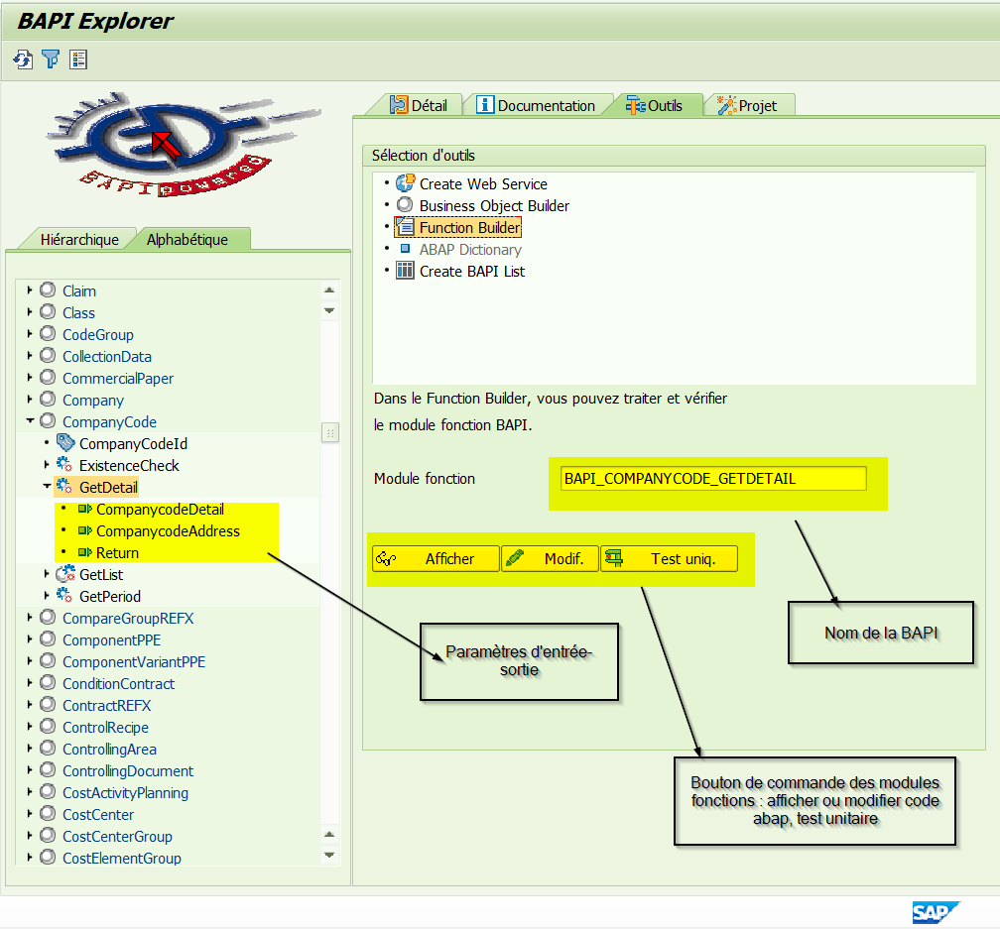 BAPI Explorer
BAPI powered
Détail
Documentation
Outils
Projet
Sélection d'outils
Create Web Service
Business Object Builder
Function Builder
ABAP Dictionary
Create BAPI List
Hiérarchique
Alphabétique
Claim
Class
CodeGroup
CollectionData
CommercialPaper
Company
CompanyCode
CompanyCodeId
ExistenceCheck
GetDetail
CompanycodeDetail
CompanycodeAddress
Return
GetList
GetPeriod
CompareGroupREFX
ComponentPPE
ComponentVariantPPE
ConditionContract
ContractREFX
ControlRecipe
ControllingArea
ControllingDocument
CostActivityPlanning
CostCenter
CostCenterGroup
CostElementGroup
Dans le Function Builder, vous pouvez traiter et vérifier
le module fonction BAPI.
Module fonction
BAPI_COMPANYCODE_GETDETAIL
Afficher
Modif.
Test uniq.
Nom de la BAPI
Paramètres d'entrée-
sortie
Bouton de commande des modules
fonctions : afficher ou modifier code
abap, test unitaire
SAP